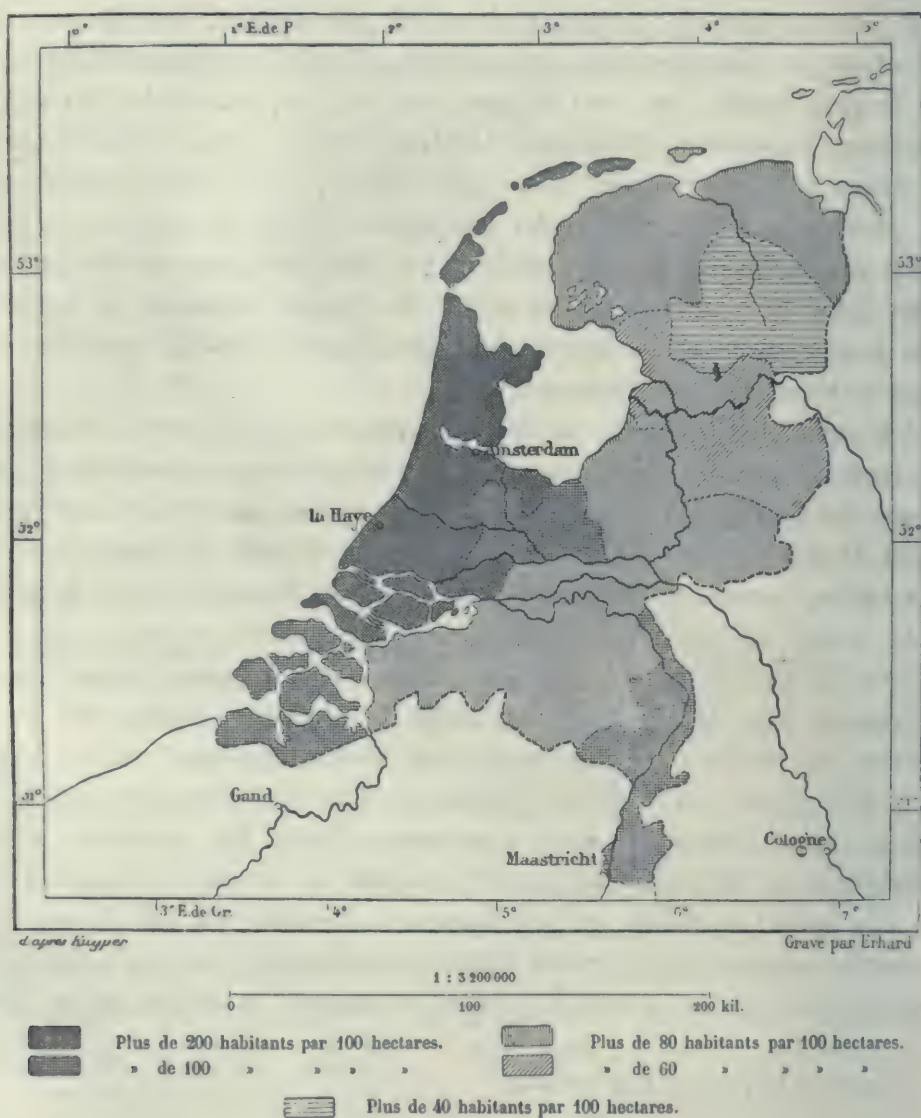 0° 1° E.de P. 2° 3° 4° 5°
53° 53°
Amsterdam
la Haye
52° 52°
51° 51°
Gand
Maastricht Cologne
3° E.de Gr. 4° 5° 6° 7°
d'après Kuyper Gravé par Erhard
1 : 3 200 000
0 100 200 kil.
Plus de 200 habitants par 100 hectares. Plus de 80 habitants par 100 hectares.
» de 100 » » » » » de 60 » » » »
Plus de 40 habitants par 100 hectares.